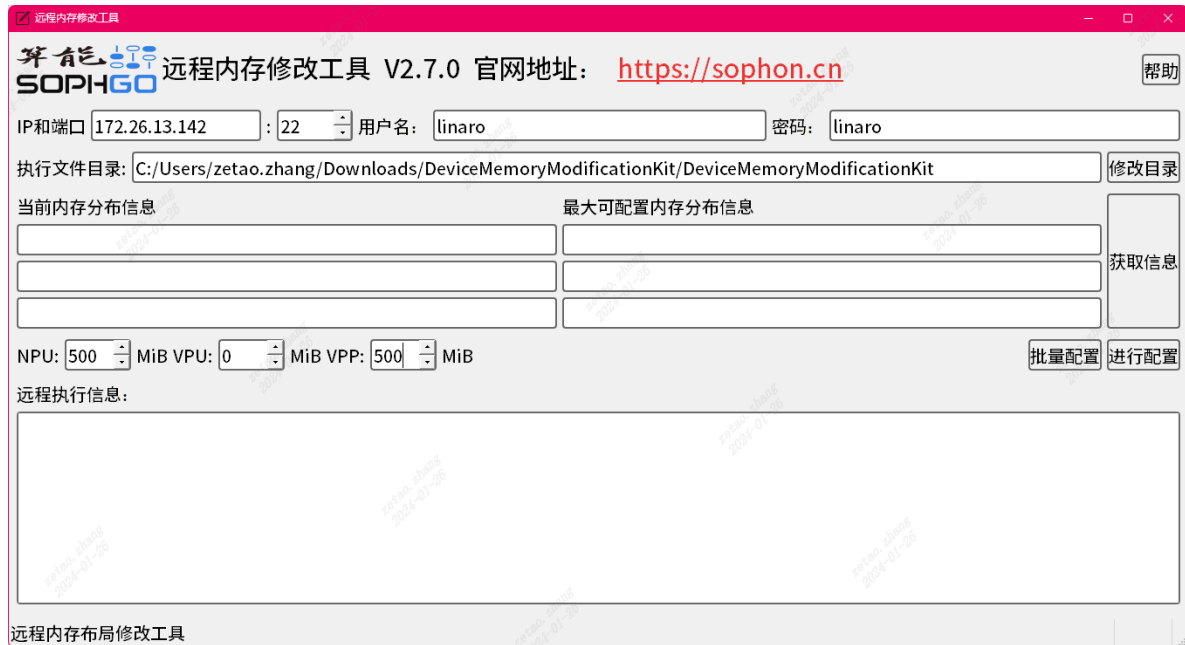 远程内存修改工具
算能 SOPHGO 远程内存修改工具 V2.7.0 官网地址： https://sophon.cn 帮助
IP和端口 172.26.13.142 : 22 用户名： linaro 密码： linaro
执行文件目录: C:/Users/zetao.zhang/Downloads/DeviceMemoryModificationKit/DeviceMemoryModificationKit 修改目录
当前内存分布信息 最大可配置内存分布信息
获取信息
NPU: 500 MiB VPU: 0 MiB VPP: 500 MiB 批量配置 进行配置
远程执行信息：
zetao.zhang
2024-01-26
远程内存布局修改工具